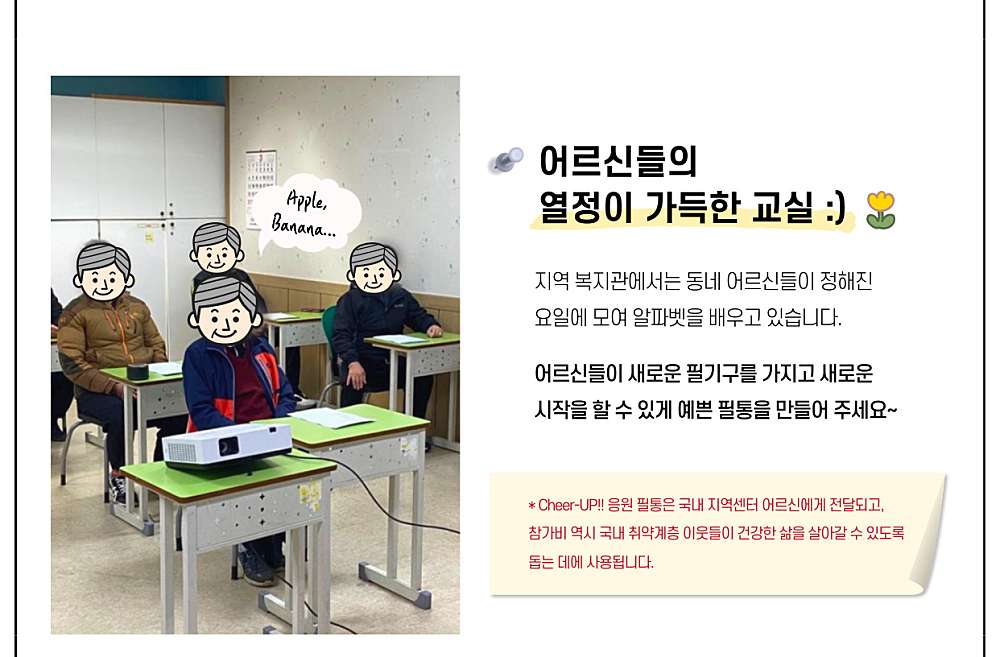 Apple,
Banana...
어르신들의
열정이 가득한 교실 :)
지역 복지관에서는 동네 어르신들이 정해진
요일에 모여 알파벳을 배우고 있습니다.
어르신들이 새로운 필기구를 가지고 새로운
시작을 할 수 있게 예쁜 필통을 만들어 주세요~
* Cheer-UP!! 응원 필통은 국내 지역센터 어르신에게 전달되고,
참가비 역시 국내 취약계층 이웃들이 건강한 삶을 살아갈 수 있도록
돕는 데에 사용됩니다.